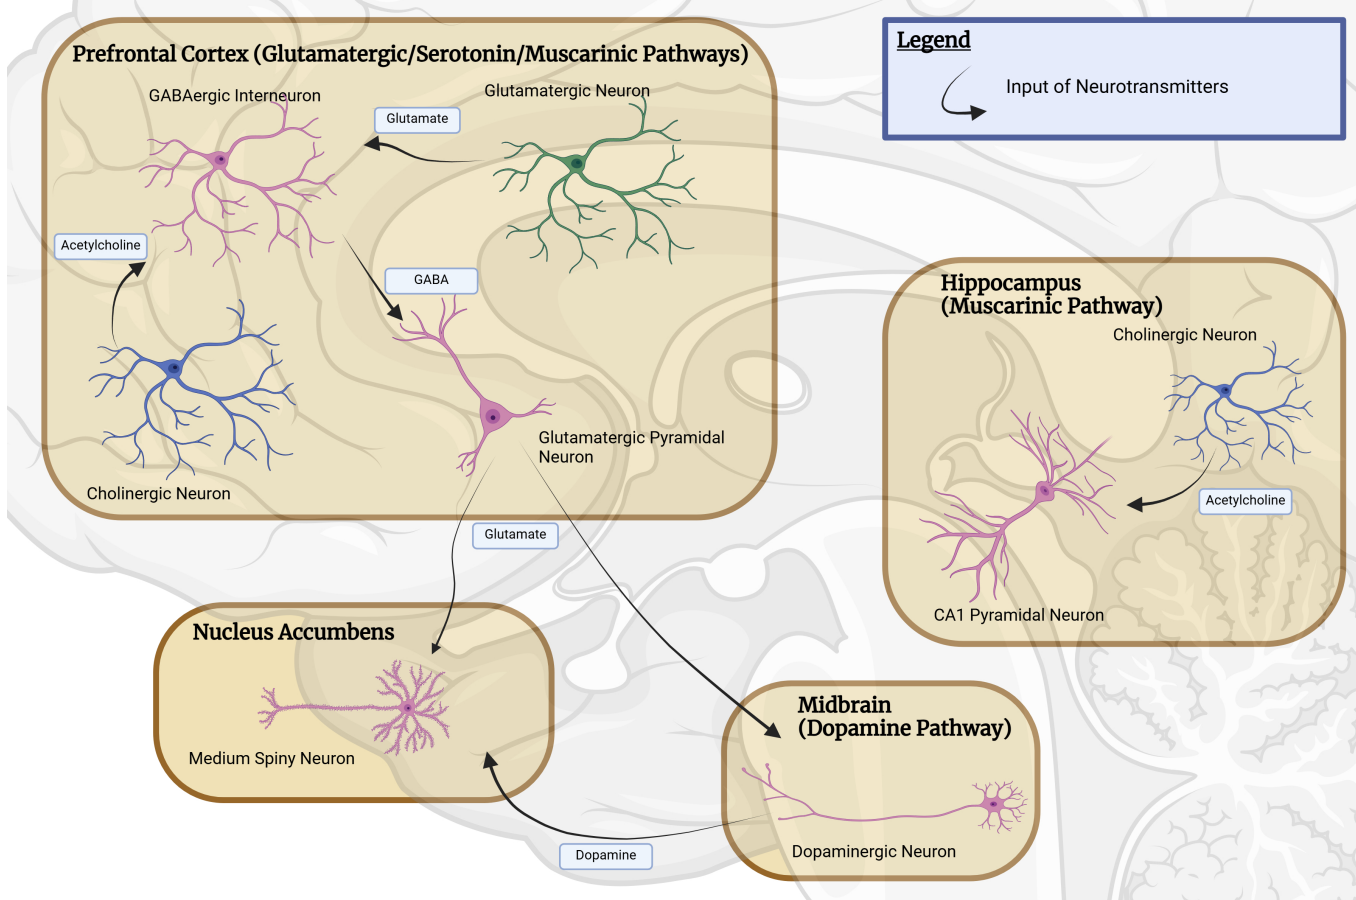 Prefrontal Cortex (Glutamatergic/Serotonin/Muscarinic Pathways)
GABAergic Interneuron
Glutamate
Glutamatergic Neuron
Acetylcholine
GABA
Glutamatergic Pyramidal
Neuron
Cholinergic Neuron
Legend
Input of Neurotransmitters
Hippocampus
(Muscarinic Pathway)
Cholinergic Neuron
Acetylcholine
CA1 Pyramidal Neuron
Glutamate
Nucleus Accumbens
Medium Spiny Neuron
Midbrain
(Dopamine Pathway)
Dopaminergic Neuron
Dopamine